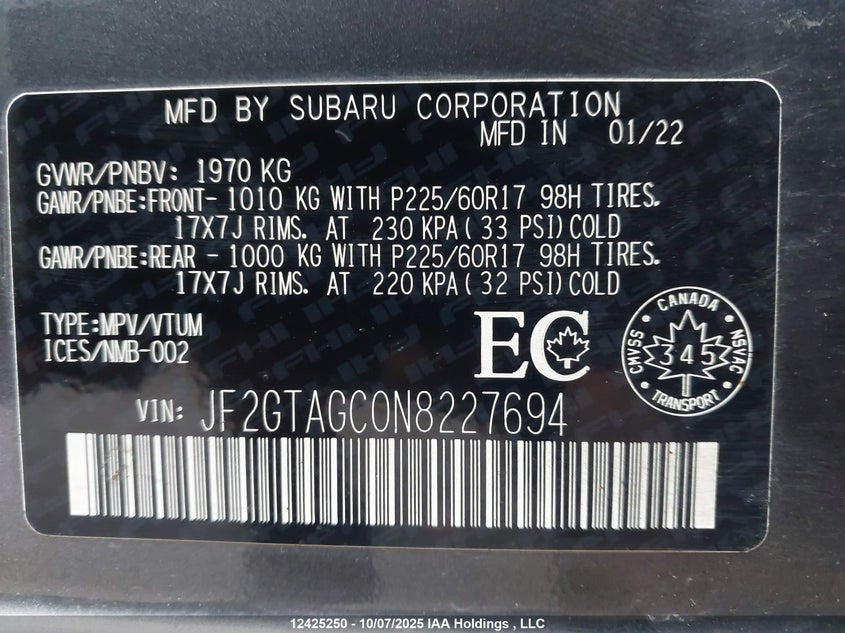 MFD BY SUBARU CORPORATION
MFD IN 01/22
GVWR/PNBV: 1970 KG
GAWR/PNBE:FRONT- 1010 KG WITH P225/60R17 98H TIRES.
17X7J RIMS. AT 230 KPA( 33 PSI)COLD
GAWR/PNBE:REAR - 1000 KG WITH P225/60R17 98H TIRES.
17X7J RIMS. AT 220 KPA( 32 PSI)COLD
TYPE:MPV/VTUM
ICES/NMB-002
EC
CANADA
CMVSS 345 NSVAC
TRANSPORT
VIN: JF2GTAGC0N8227694
12425250 - 10/07/2025 IAA Holdings , LLC